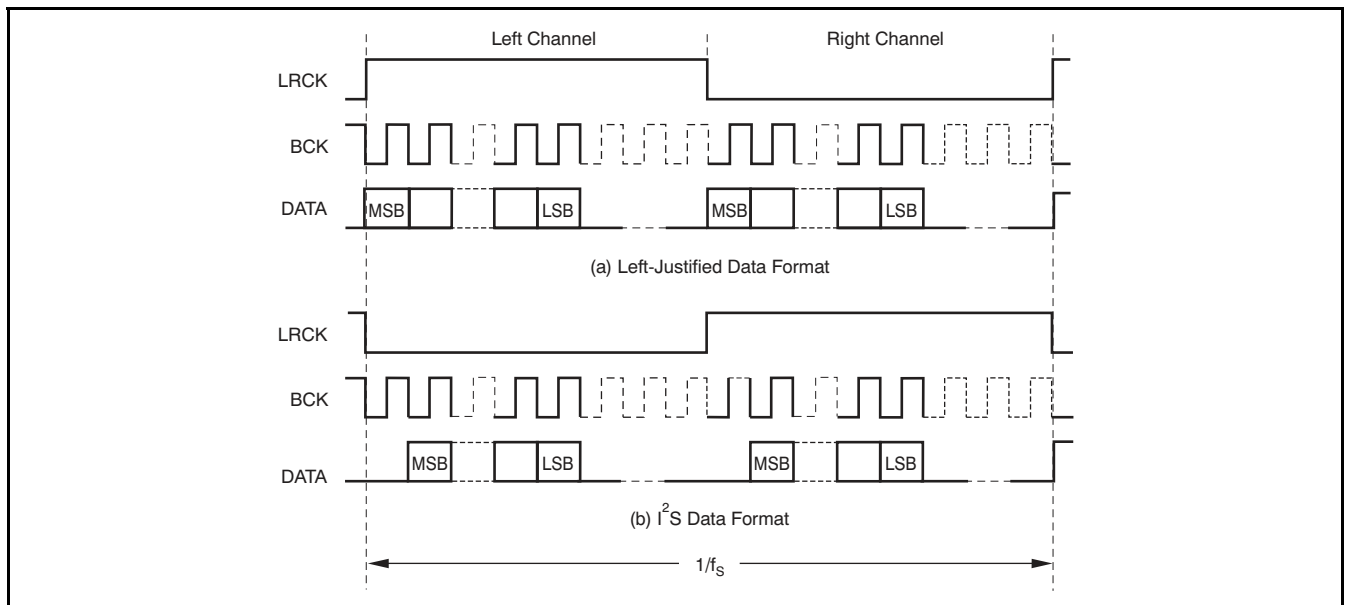 Left Channel Right Channel
LRCK
BCK
DATA MSB LSB MSB LSB
(a) Left-Justified Data Format
LRCK
BCK
DATA MSB LSB MSB LSB
(b) I²S Data Format
1/fS